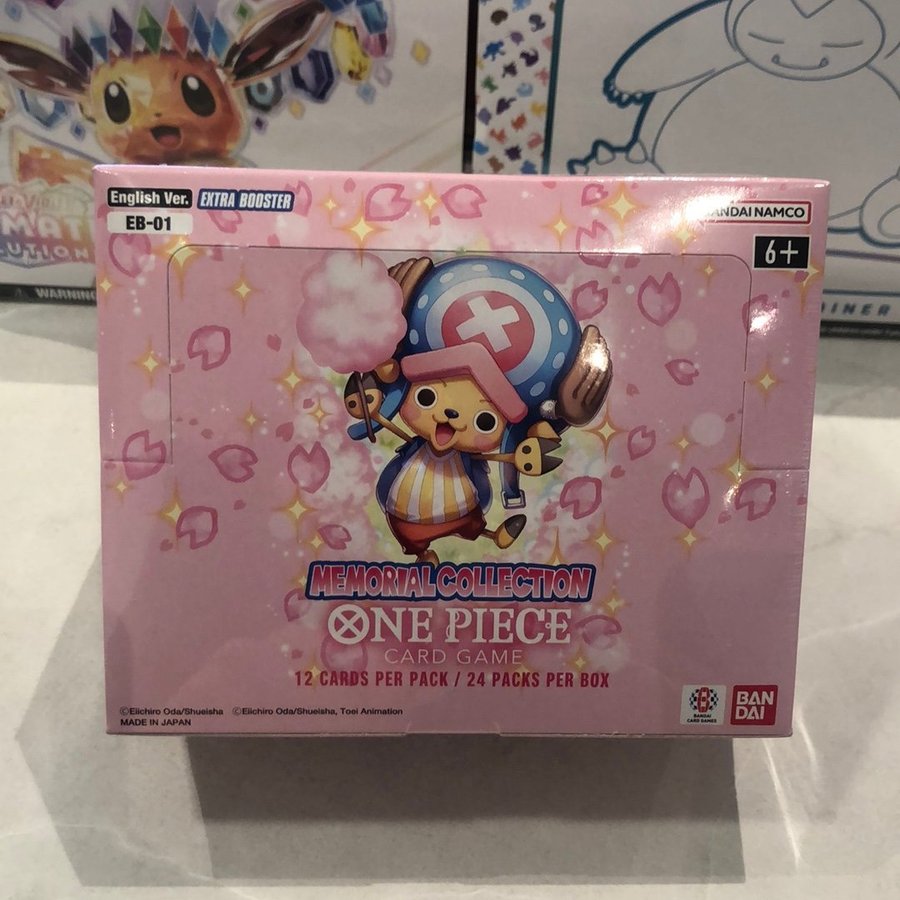 English Ver. EXTRA BOOSTER
EB-01
BANDAI NAMCO
6+
MEMORIAL COLLECTION
ONE PIECE
CARD GAME
12 CARDS PER PACK / 24 PACKS PER BOX
©Eiichiro Oda/Shueisha ©Eiichiro Oda/Shueisha, Toei Animation
MADE IN JAPAN
BANDAI
CARD GAMES
BAN
DAI
WARNING